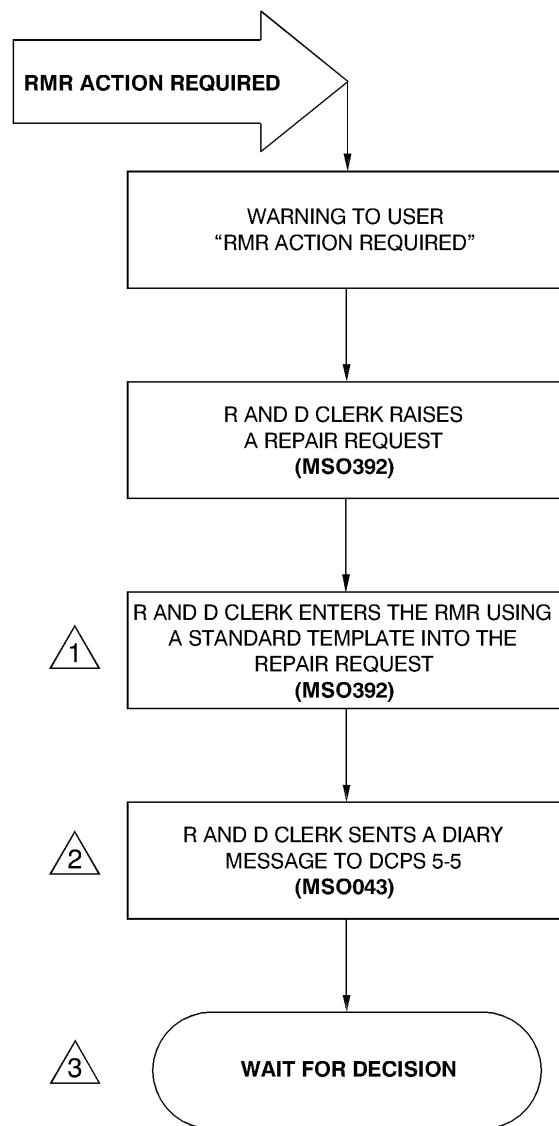 RMR ACTION REQUIRED
WARNING TO USER
“RMR ACTION REQUIRED”
R AND D CLERK RAISES
A REPAIR REQUEST
(MSO392)
1
R AND D CLERK ENTERS THE RMR USING
A STANDARD TEMPLATE INTO THE
REPAIR REQUEST
(MSO392)
2
R AND D CLERK SENTS A DIARY
MESSAGE TO DCPS 5-5
(MSO043)
3
WAIT FOR DECISION